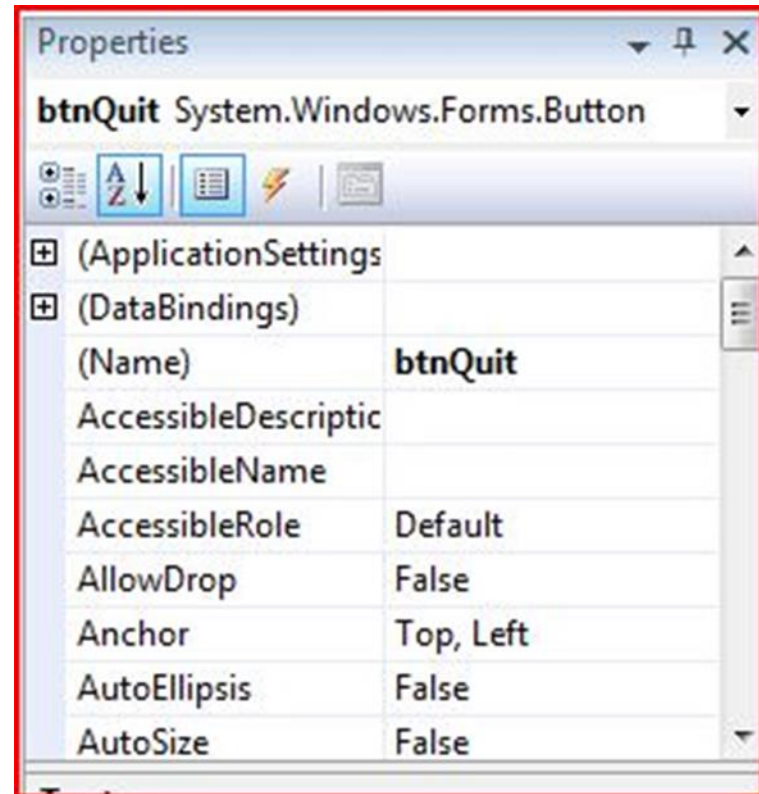 Properties
btnQuit System.Windows.Forms.Button
A
Z
(ApplicationSettings
(DataBindings)
(Name) btnQuit
AccessibleDescriptic
AccessibleName
AccessibleRole Default
AllowDrop False
Anchor Top, Left
AutoEllipsis False
AutoSize False